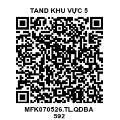 TAND KHU VỰC 5
MFK070526.TLQDBA
592